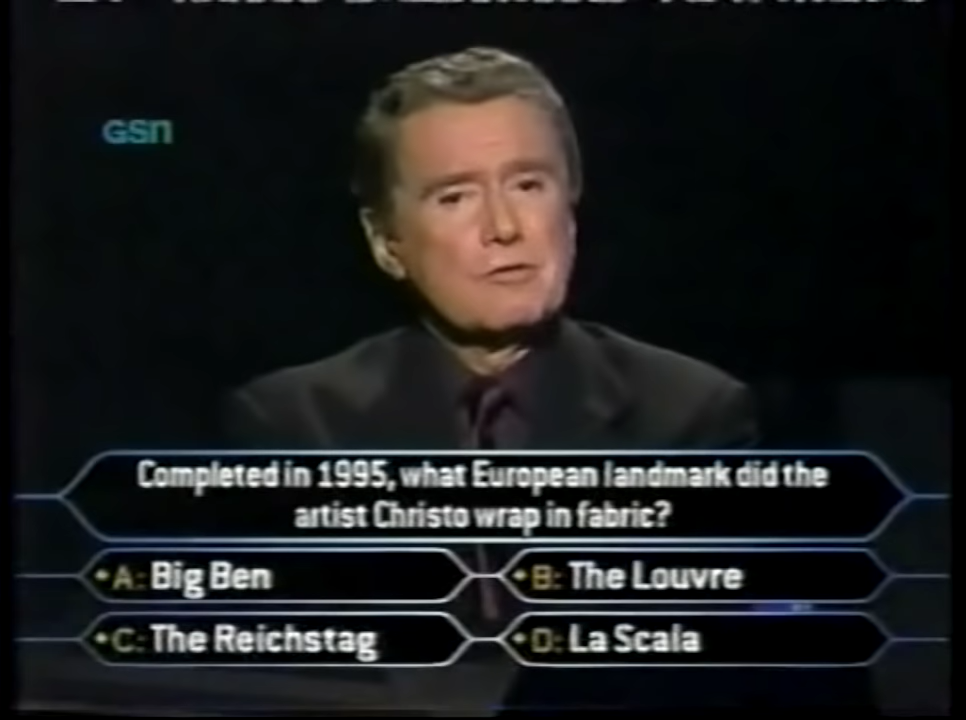 GSN
Completed in 1995, what European landmark did the
artist Christo wrap in fabric?
A: Big Ben
B: The Louvre
C: The Reichstag
D: La Scala